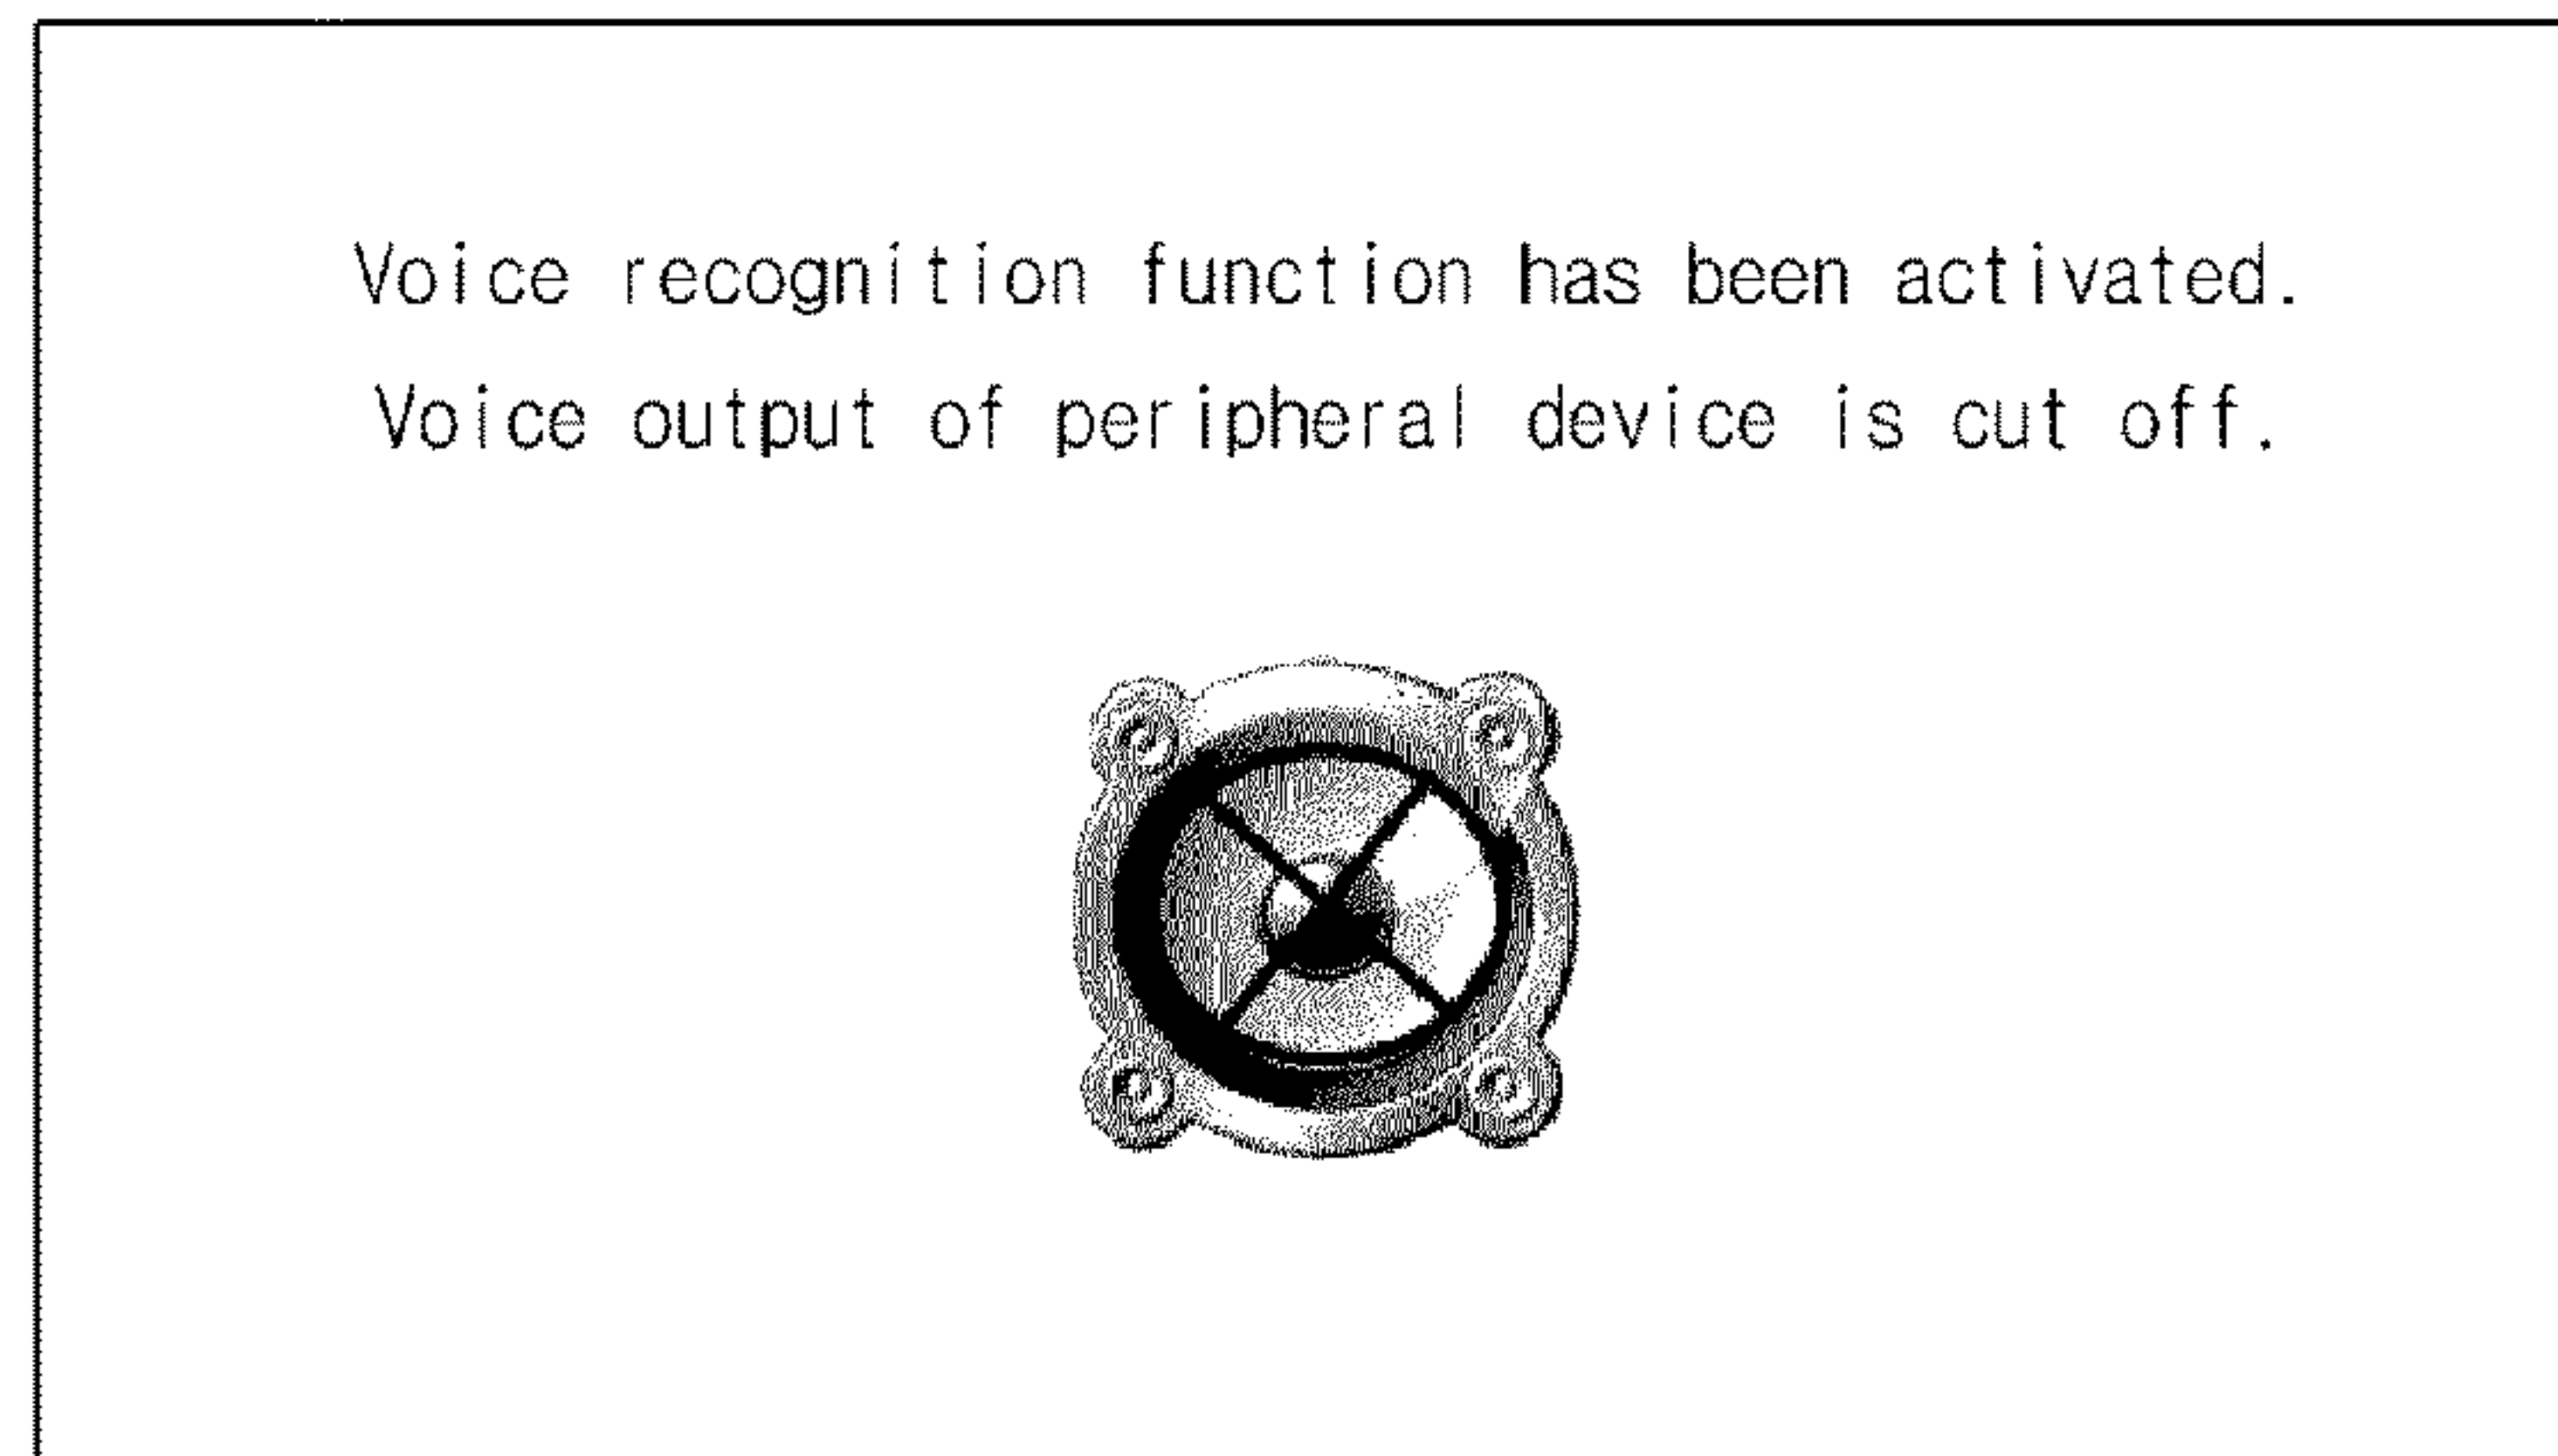 Voice recognition function has been activated.
Voice output of peripheral device is cut off.